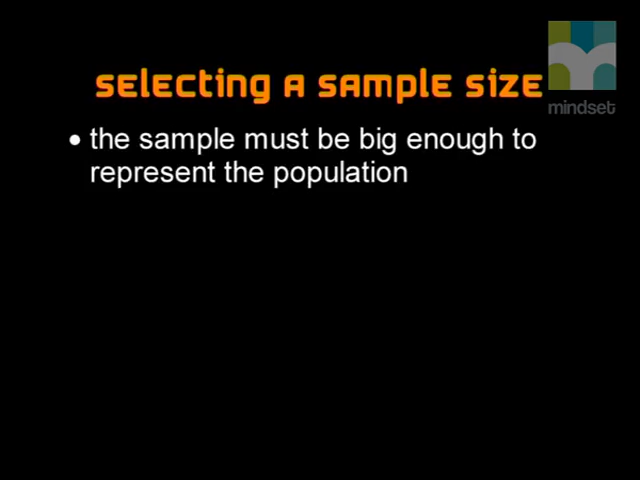 selecting a sample size
mindset
• the sample must be big enough to
represent the population